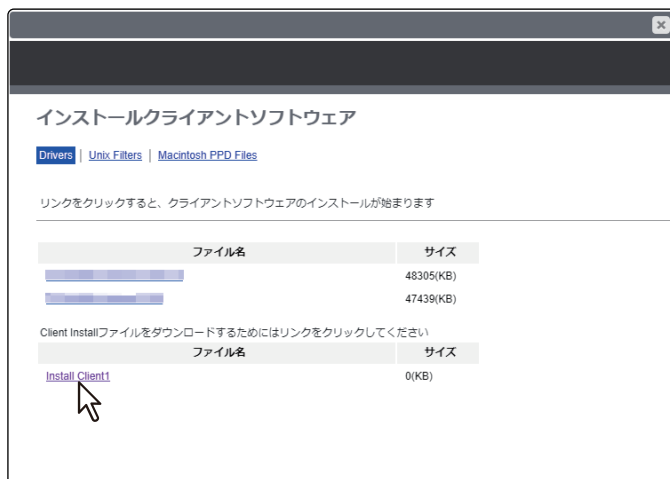 インストールクライアントソフトウェア
Drivers | Unix Filters | Macintosh PPD Files
リンクをクリックすると、クライアントソフトウェアのインストールが始まります
ファイル名 サイズ
48305(KB)
47439(KB)
Client Installファイルをダウンロードするためにはリンクをクリックしてください
ファイル名 サイズ
Install Client1 0(KB)